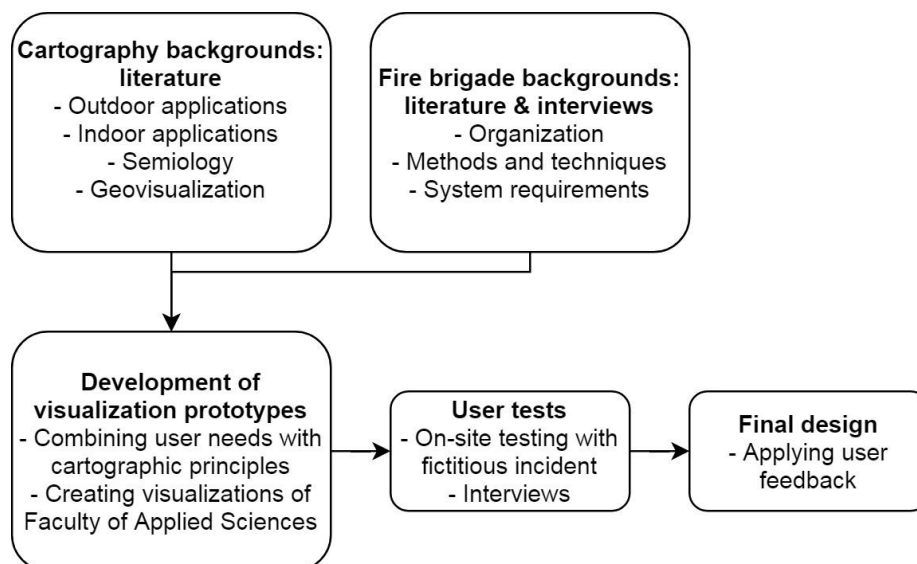 Cartography backgrounds:
literature
- Outdoor applications
- Indoor applications
- Semiology
- Geovisualization
Fire brigade backgrounds:
literature & interviews
- Organization
- Methods and techniques
- System requirements
Development of
visualization prototypes
- Combining user needs with
cartographic principles
- Creating visualizations of
Faculty of Applied Sciences
User tests
- On-site testing with
fictitious incident
- Interviews
Final design
- Applying user
feedback